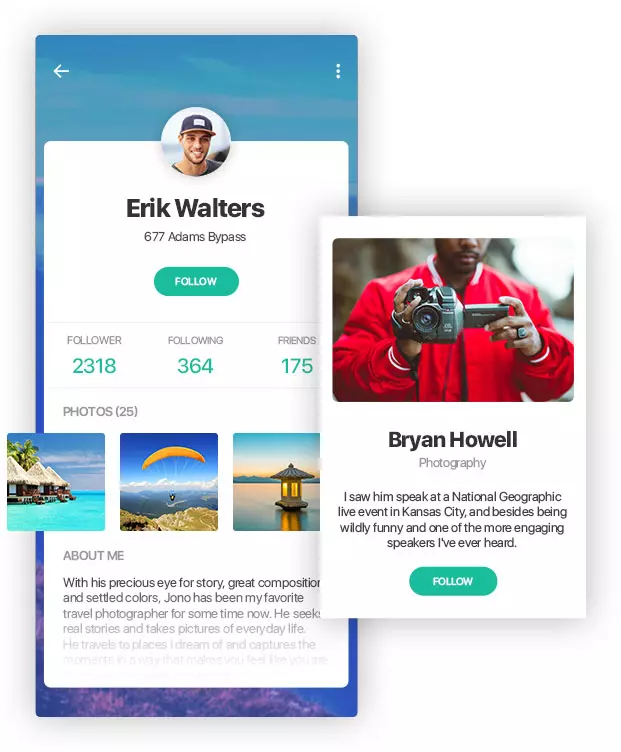 Erik Walters
677 Adams Bypass
FOLLOW
FOLLOWER
FOLLOWING
FRIENDS
2318
364
175
PHOTOS (25)
ABOUT ME
With his precious eye for story, great composition
and settled colors, Jono has been my favorite
travel photographer for some time now. He seeks
real stories and takes pictures of everyday life.
He travels to places i dream of and captures the
moments in a way that makes you feel like you are
Bryan Howell
Photography
I saw him speak at a National Geographic
live event in Kansas City, and besides being
wildly funny and one of the more engaging
speakers I've ever heard.
FOLLOW